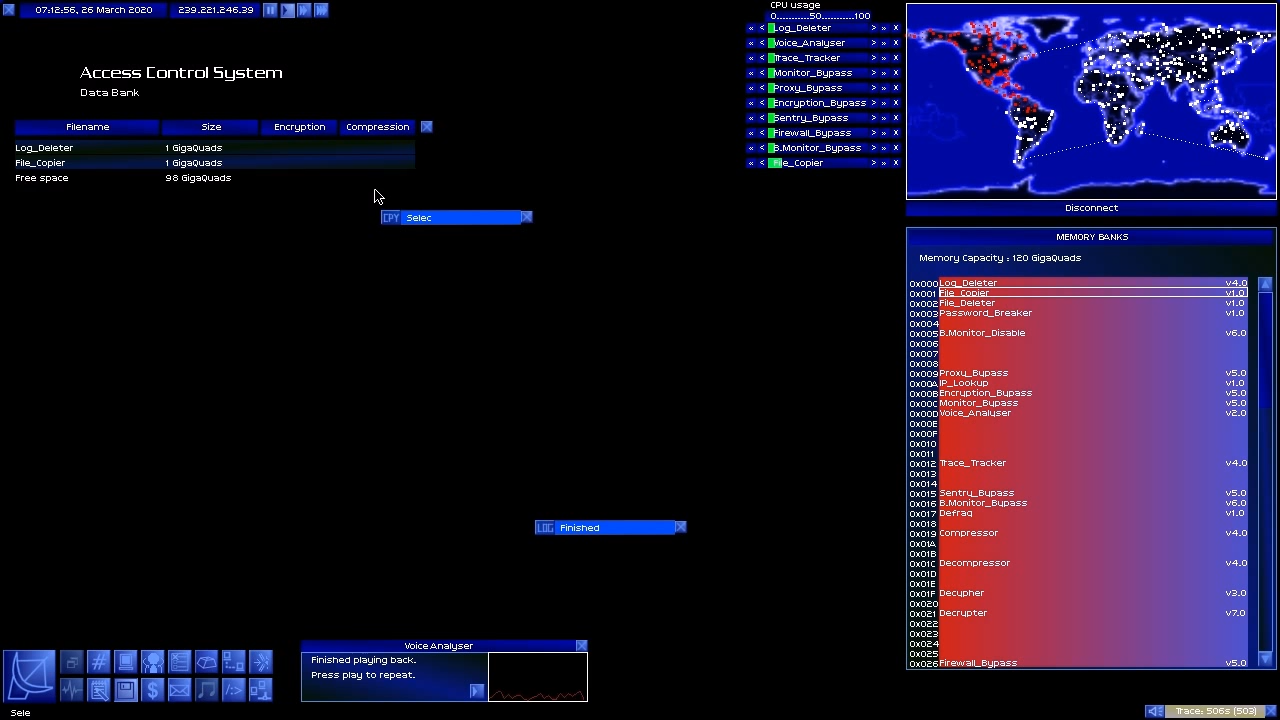 07:12:56, 26 March 2020
239.221.246.39
CPU usage
0...........50...........100
« < Log_Deleter > » x
« < Voice_Analyser > » x
« < Trace_Tracker > » x
« < Monitor_Bypass > » x
« < Proxy_Bypass > » x
« < Encryption_Bypass > » x
« < Sentry_Bypass > » x
« < Firewall_Bypass > » x
« < B.Monitor_Bypass > » x
« < File_Copier > » x
Access Control System
Data Bank
Filename Size Encryption Compression
Log_Deleter 1 GigaQuads
File_Copier 1 GigaQuads
Free space 98 GigaQuads
CPY Selec
LOG Finished
Disconnect
MEMORY BANKS
Memory Capacity : 120 GigaQuads
0x000 Log_Deleter v4.0
0x001 File_Copier v1.0
0x002 File_Deleter v1.0
0x003 Password_Breaker v1.0
0x004
0x005 B.Monitor_Disable v6.0
0x006
0x007
0x008
0x009 Proxy_Bypass v5.0
0x00A IP_Lookup v1.0
0x00B Encryption_Bypass v5.0
0x00C Monitor_Bypass v5.0
0x00D Voice_Analyser v2.0
0x00E
0x00F
0x010
0x011
0x012 Trace_Tracker v4.0
0x013
0x014
0x015 Sentry_Bypass v5.0
0x016 B.Monitor_Bypass v6.0
0x017 Defrag v1.0
0x018
0x019 Compressor v4.0
0x01A
0x01B
0x01C Decompressor v4.0
0x01D
0x01E
0x01F Decypher v3.0
0x020
0x021 Decrypter v7.0
0x022
0x023
0x024
0x025
0x026 Firewall_Bypass v5.0
Voice Analyser
Finished playing back.
Press play to repeat.
Sele
Trace: 506s (503)